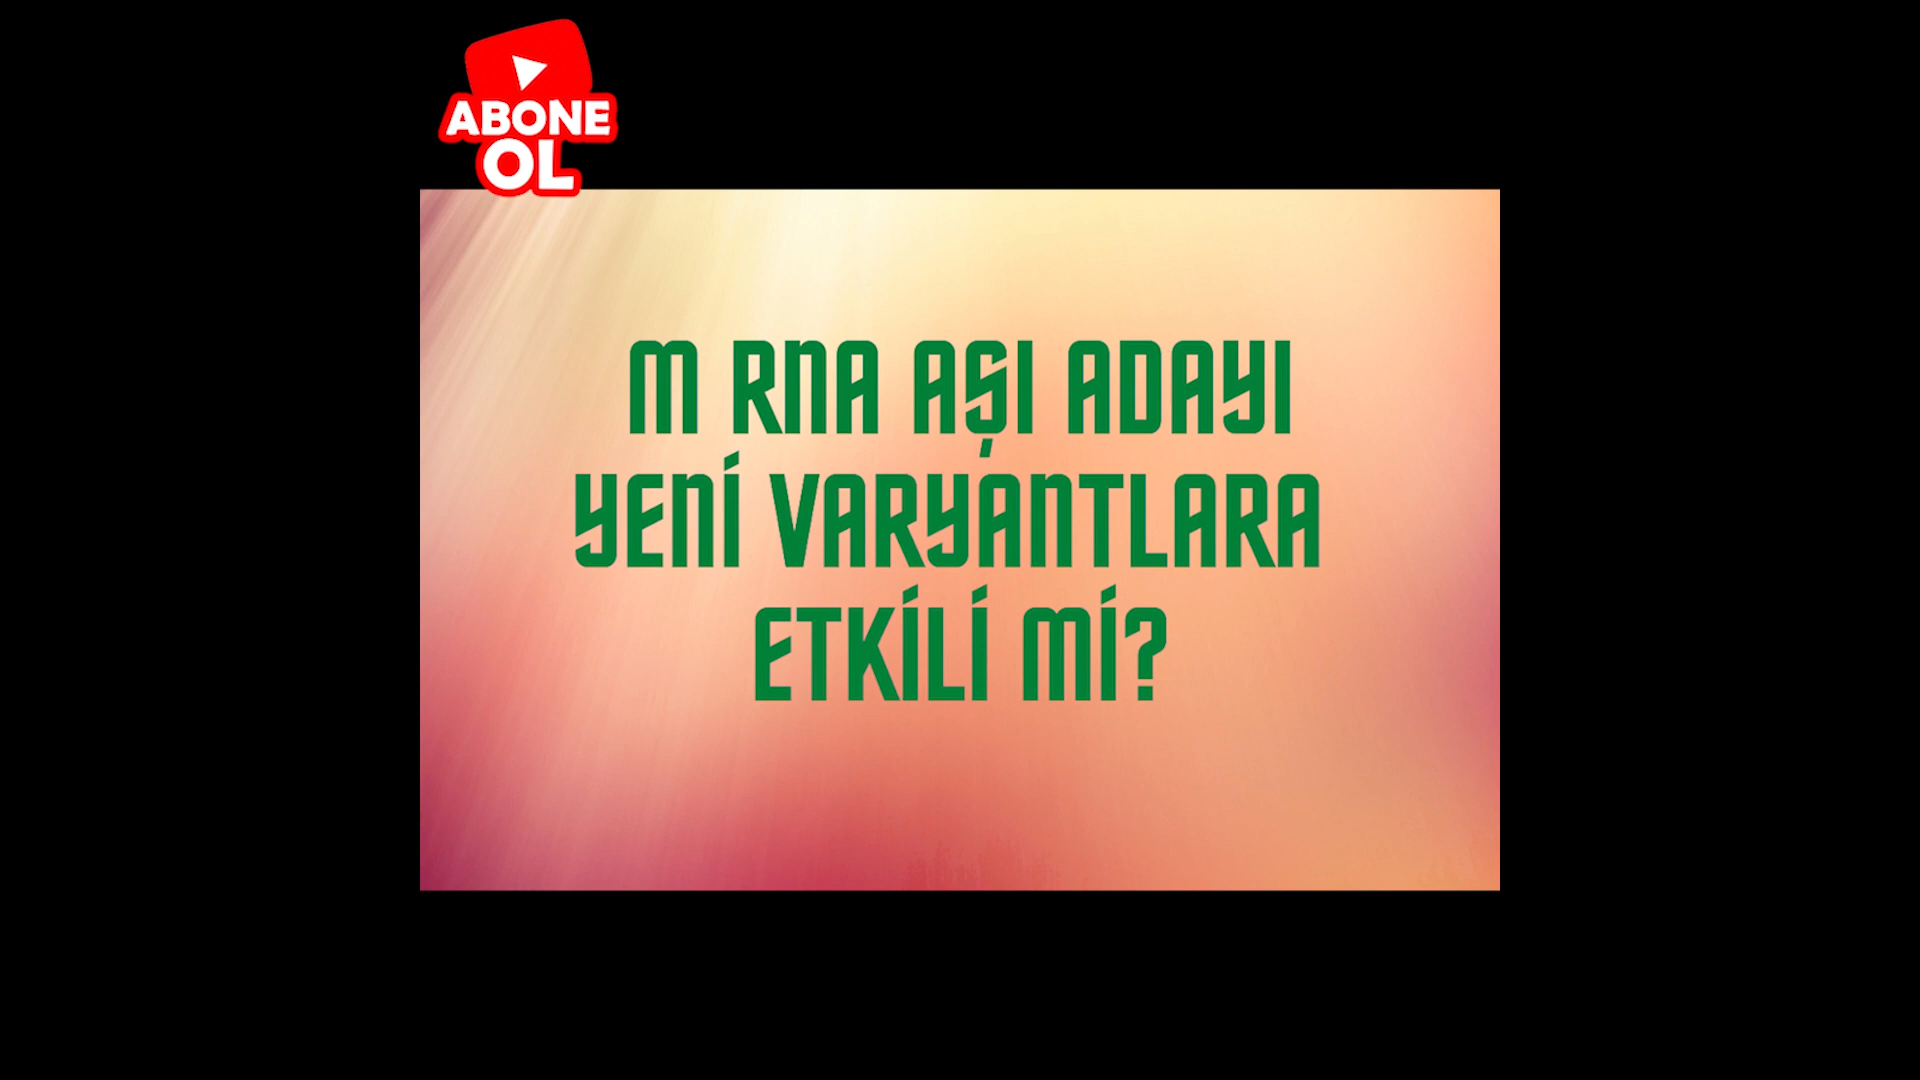 ABONE
OL
M RNA AŞI ADAYI
YENİ VARYANTLARA
ETKİLİ Mİ?